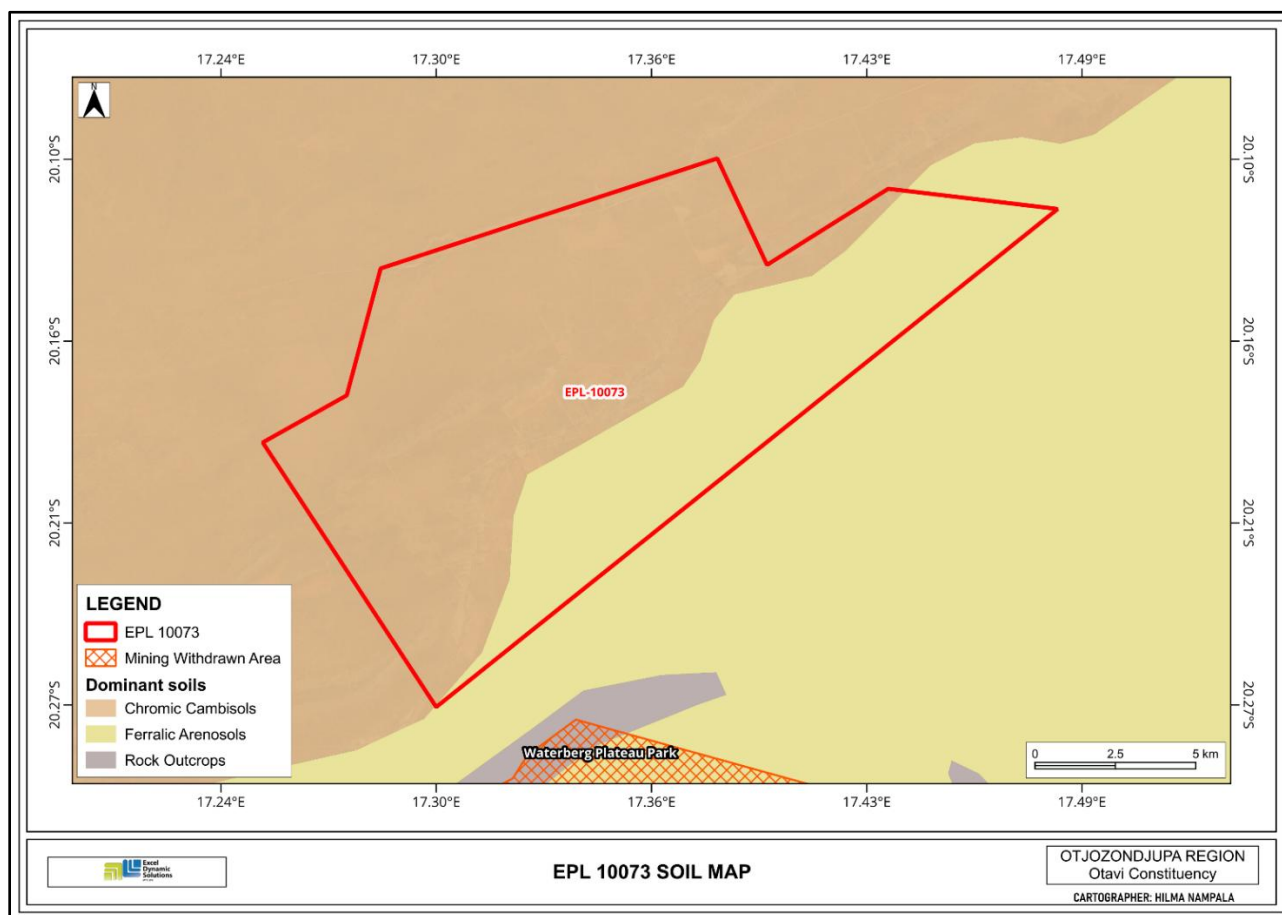 17.24°E 17.30°E 17.36°E 17.43°E 17.49°E
N
20.10°S 20.10°S
20.16°S 20.16°S
EPL-10073
20.21°S 20.21°S
LEGEND
EPL 10073
Mining Withdrawn Area
Dominant soils
Chromic Cambisols
Ferralic Arenosols
Rock Outcrops
20.27°S 20.27°S
Waterberg Plateau Park
0 2.5 5 km
17.24°E 17.30°E 17.36°E 17.43°E 17.49°E
Excel
Dynamic
Solutions
EPL 10073 SOIL MAP
OTJOZONDJUPA REGION
Otavi Constituency
CARTOGRAPHER: HILMA NAMPALA